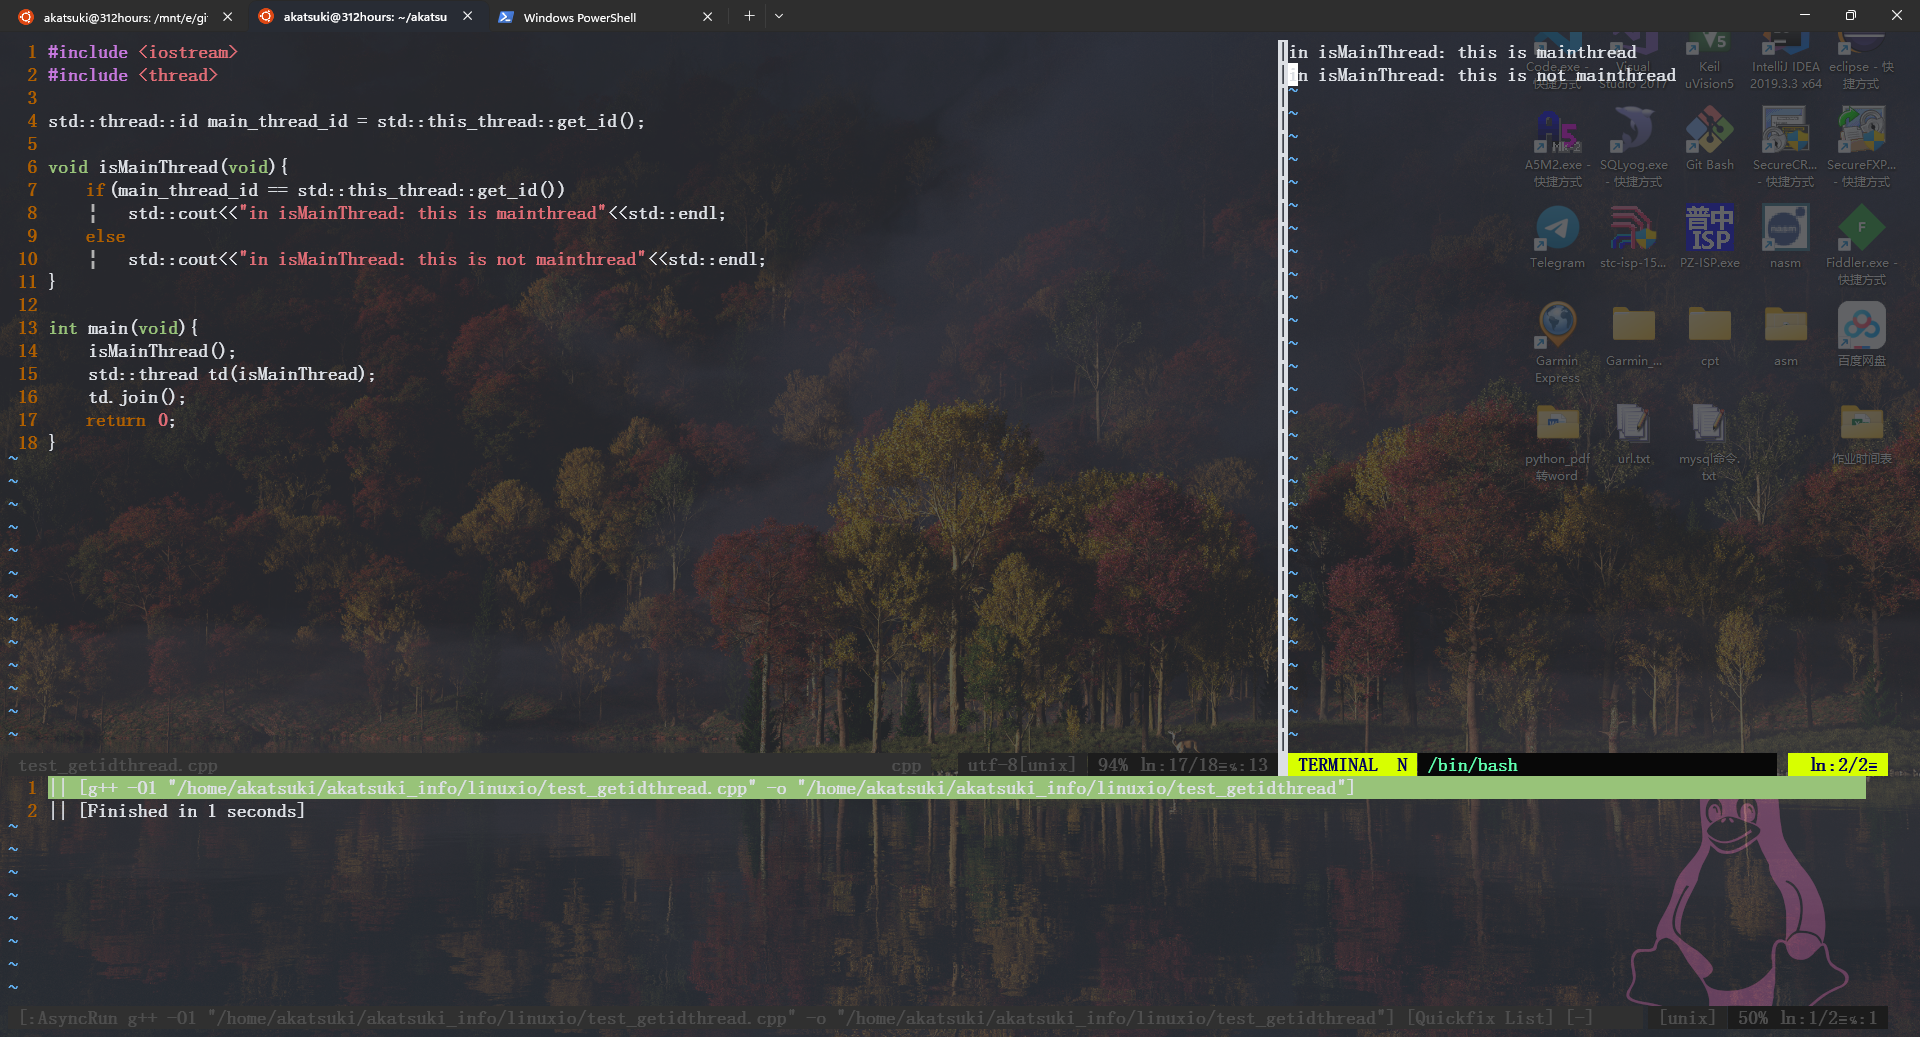 akatsuki@312hours: /mnt/e/gi
akatsuki@312hours: ~/akatsu
Windows PowerShell
1 #include <iostream>
2 #include <thread>
3
4 std::thread::id main_thread_id = std::this_thread::get_id();
5
6 void isMainThread(void){
7 if(main_thread_id == std::this_thread::get_id())
8 ¦ std::cout<<"in isMainThread: this is mainthread"<<std::endl;
9 else
10 ¦ std::cout<<"in isMainThread: this is not mainthread"<<std::endl;
11 }
12
13 int main(void){
14 isMainThread();
15 std::thread td(isMainThread);
16 td.join();
17 return 0;
18 }
in isMainThread: this is mainthread
in isMainThread: this is not mainthread
Code.exe - 快捷方式
Visual Studio 2017
Keil uVision5
IntelliJ IDEA 2019.3.3 x64
eclipse - 快捷方式
A5M2.exe - 快捷方式
SQLyog.exe - 快捷方式
Git Bash
SecureCR... - 快捷方式
SecureFXP... - 快捷方式
Telegram
stc-isp-15...
普中 ISP
PZ-ISP.exe
nasm
Fiddler.exe - 快捷方式
Garmin Express
Garmin_...
cpt
asm
百度网盘
python_pdf转word
url.txt
mysql命令.txt
作业时间表
test_getidthread.cpp
cpp
utf-8[unix]
94% ln:17/18≡℅:13
TERMINAL N /bin/bash ln:2/2≡
1 || [g++ -O1 "/home/akatsuki/akatsuki_info/linuxio/test_getidthread.cpp" -o "/home/akatsuki/akatsuki_info/linuxio/test_getidthread"]
2 || [Finished in 1 seconds]
[:AsyncRun g++ -O1 "/home/akatsuki/akatsuki_info/linuxio/test_getidthread.cpp" -o "/home/akatsuki/akatsuki_info/linuxio/test_getidthread"] [Quickfix List] [-] [unix] 50% ln:1/2≡℅:1